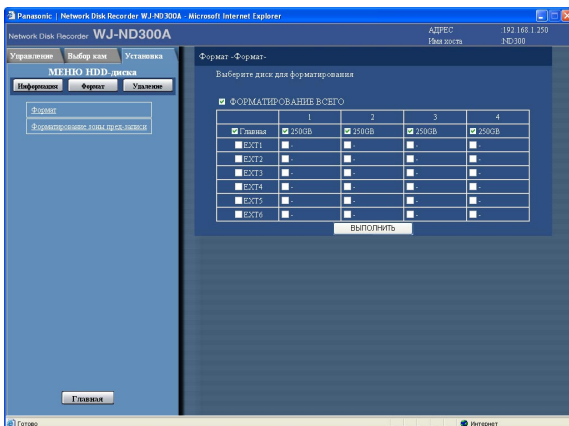 Panasonic | Network Disk Recorder WJ-ND300A - Microsoft Internet Explorer
Network Disk Recorder WJ-ND300A
АДРЕС :192.168.1.250
Имя хоста :ND300
Управление Выбор кам Установка
МЕНЮ HDD-диска
Информация Формат Удаление
Формат
Форматирование зоны пред-записи
Главная
Формат -Формат-
Выберите диск для форматирования
ФОРМАТИРОВАНИЕ ВСЕГО
1 2 3 4
Главная 250GB 250GB 250GB 250GB
EXT1 - - - -
EXT2 - - - -
EXT3 - - - -
EXT4 - - - -
EXT5 - - - -
EXT6 - - - -
ВЫПОЛНИТЬ
Готово Интернет